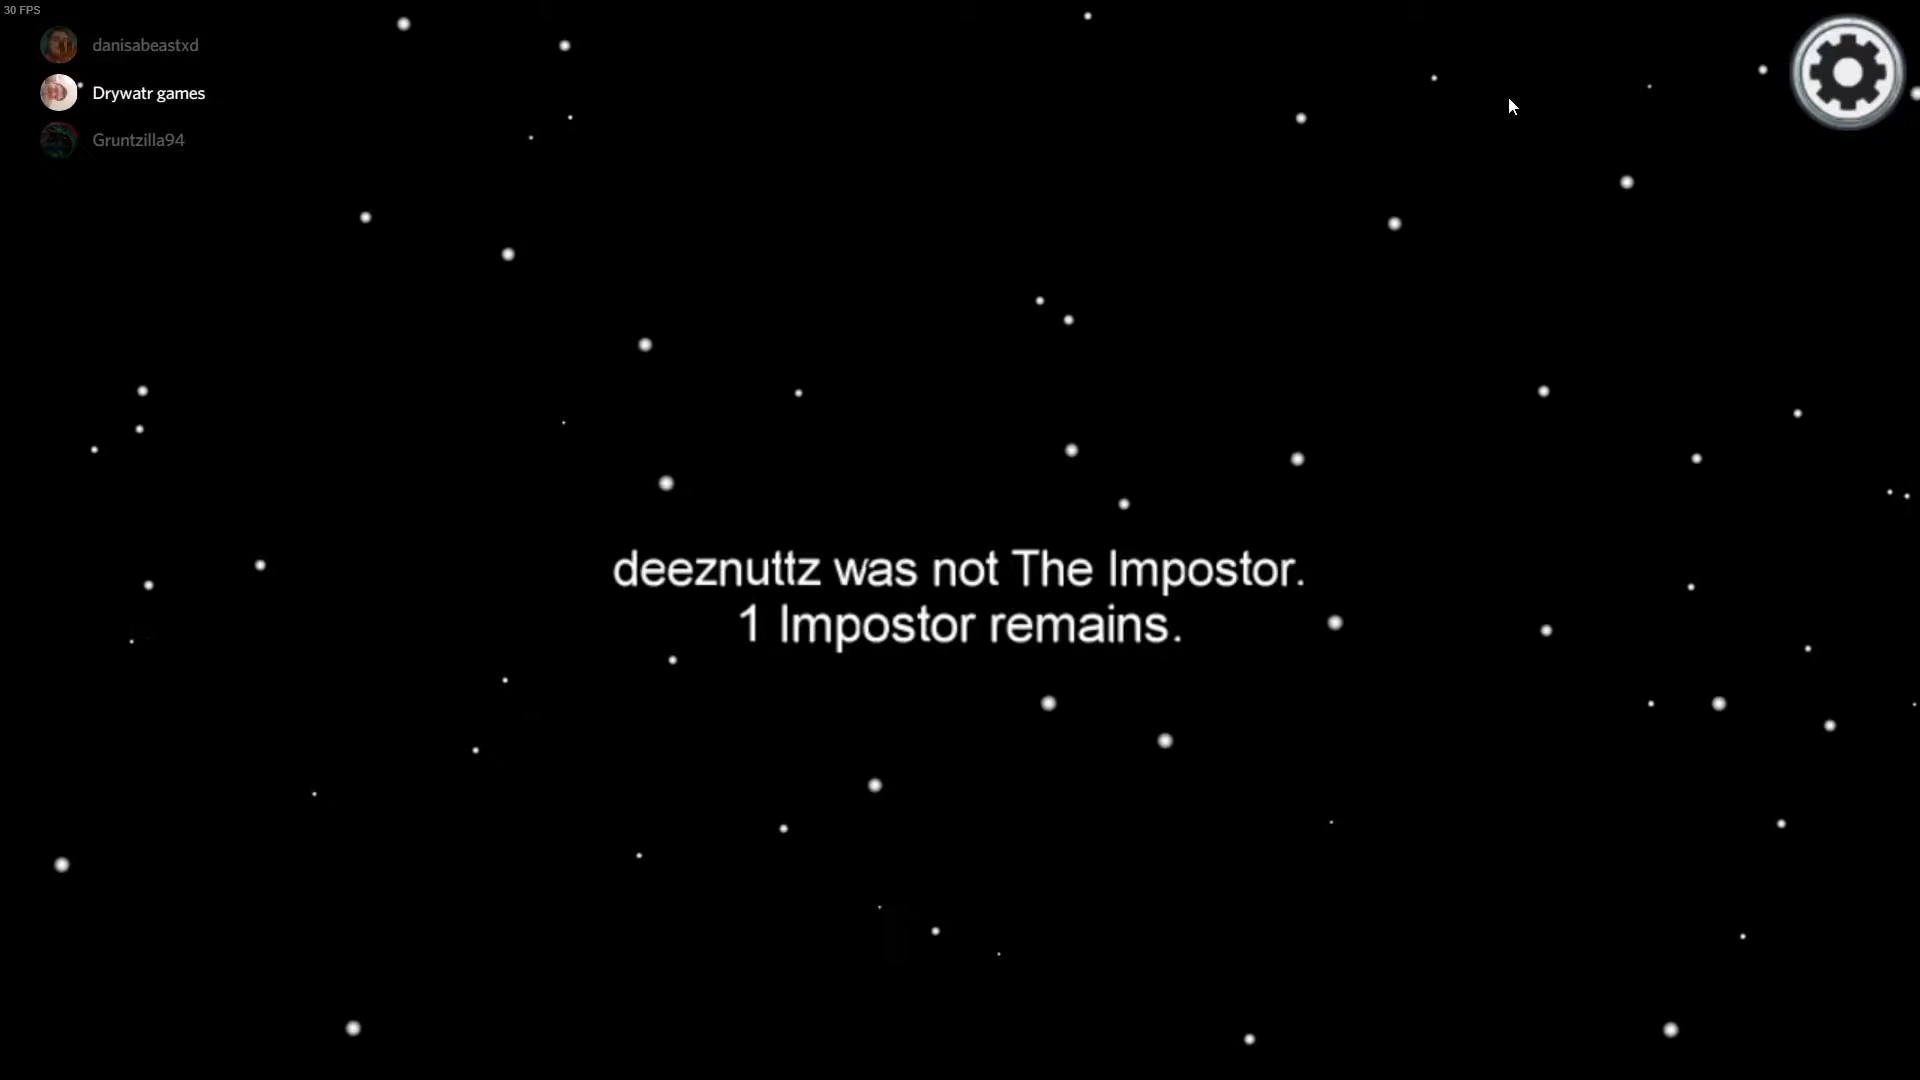 30 FPS
danisabeastxd
Drywatr games
Gruntzilla94
deeznuttz was not The Impostor.
1 Impostor remains.